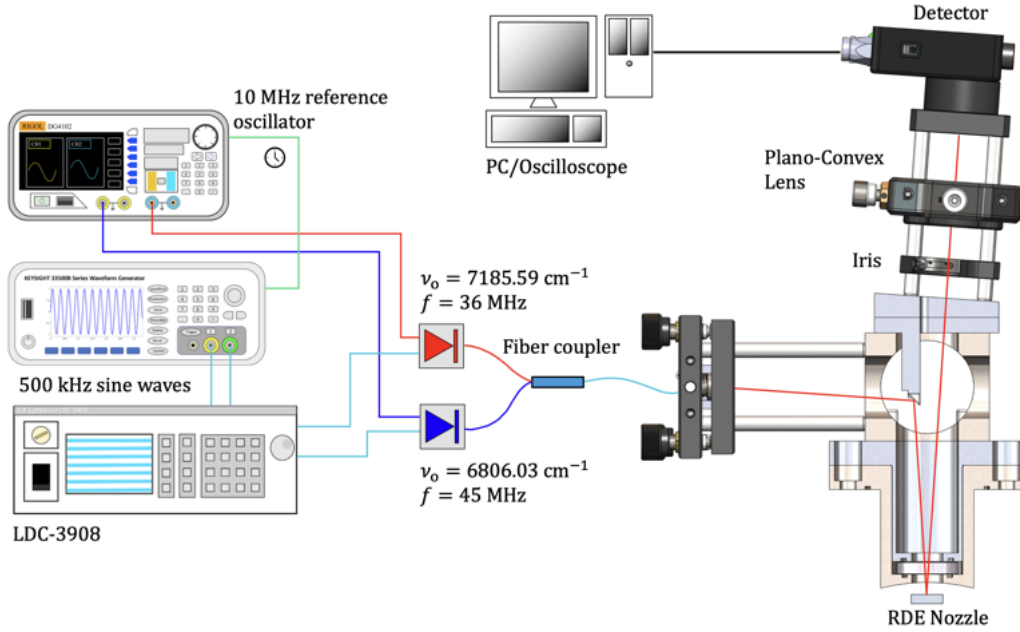 Detector
10 MHz reference
oscillator
RIGOL DG4102
CH1 CH2
PC/Oscilloscope
Plano-Convex
Lens
Iris
KEYSIGHT 33500B Series Waveform Generator
ν₀ = 7185.59 cm⁻¹
f = 36 MHz
Fiber coupler
500 kHz sine waves
ν₀ = 6806.03 cm⁻¹
f = 45 MHz
LDC-3908
RDE Nozzle